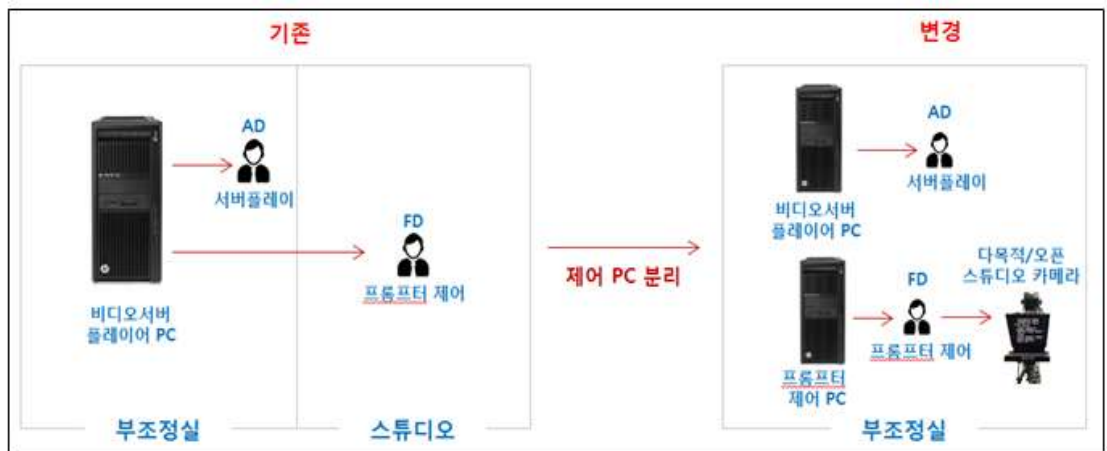 기존
AD
서버플레이
FD
프롬프터 제어
비디오서버
플레이어 PC
부조정실
스튜디오
제어 PC 분리
변경
AD
서버플레이
비디오서버
플레이어 PC
다목적/오픈
스튜디오 카메라
FD
프롬프터 제어
프롬프터
제어 PC
부조정실